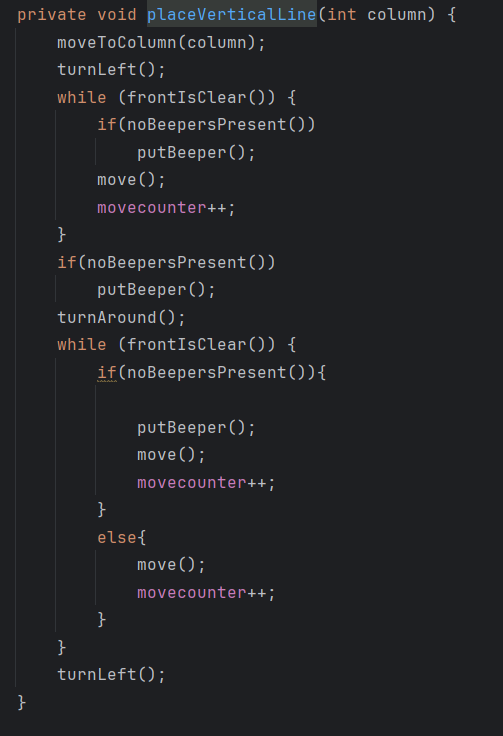 private void placeVerticalLine(int column) {
    moveToColumn(column);
    turnLeft();
    while (frontIsClear()) {
        if(noBeepersPresent())
            putBeeper();
        move();
        movecounter++;
    }
    if(noBeepersPresent())
        putBeeper();
    turnAround();
    while (frontIsClear()) {
        if(noBeepersPresent()){

            putBeeper();
            move();
            movecounter++;
        }
        else{
            move();
            movecounter++;
        }
    }
    turnLeft();
}